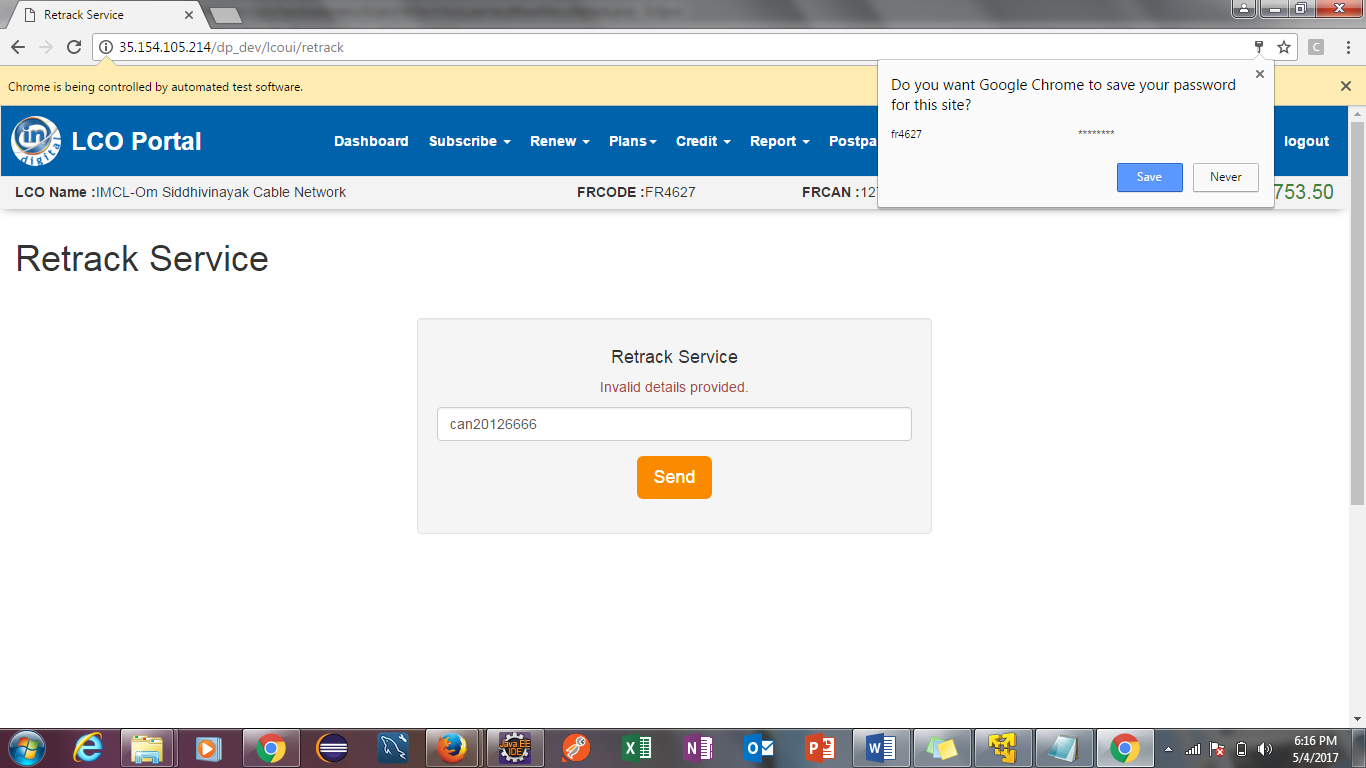 Retrack Service
35.154.105.214/dp_dev/lcoui/retrack
C
Chrome is being controlled by automated test software.
Do you want Google Chrome to save your password
for this site?
fr4627 ********
Save Never
in digital
LCO Portal
Dashboard Subscribe Renew Plans Credit Report Postpa logout
LCO Name :IMCL-Om Siddhivinayak Cable Network FRCODE :FR4627 FRCAN :127 753.50
Retrack Service
Retrack Service
Invalid details provided.
can20126666
Send
Java EE
IDE
6:16 PM
5/4/2017